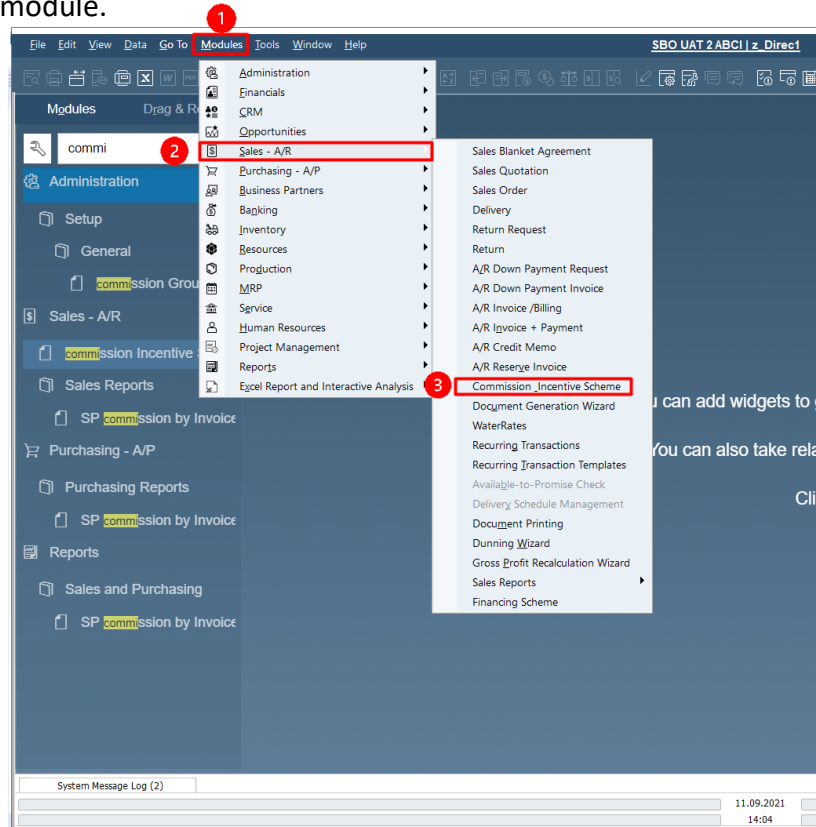 module.
1
File Edit View Data Go To Modules Tools Window Help
SBO UAT 2 ABCI | z_Direct1
Modules
Administration
Financials
CRM
Opportunities
2
Sales - A/R
Purchasing - A/P
Business Partners
Banking
Inventory
Resources
Production
MRP
Service
Human Resources
Project Management
Reports
Excel Report and Interactive Analysis
commi
Administration
Setup
General
commission Grou
Sales - A/R
commission Incentive
Sales Reports
SP commission by Invoice
Purchasing - A/P
Purchasing Reports
SP commission by Invoice
Reports
Sales and Purchasing
SP commission by Invoice
Sales Blanket Agreement
Sales Quotation
Sales Order
Delivery
Return Request
Return
A/R Down Payment Request
A/R Down Payment Invoice
A/R Invoice /Billing
A/R Invoice + Payment
A/R Credit Memo
A/R Reserve Invoice
3
Commission _Incentive Scheme
Document Generation Wizard
WaterRates
Recurring Transactions
Recurring Transaction Templates
Available-to-Promise Check
Delivery Schedule Management
Document Printing
Dunning Wizard
Gross Profit Recalculation Wizard
Sales Reports
Financing Scheme
can add widgets to
You can also take rela
Cli
System Message Log (2)
11.09.2021
14:04